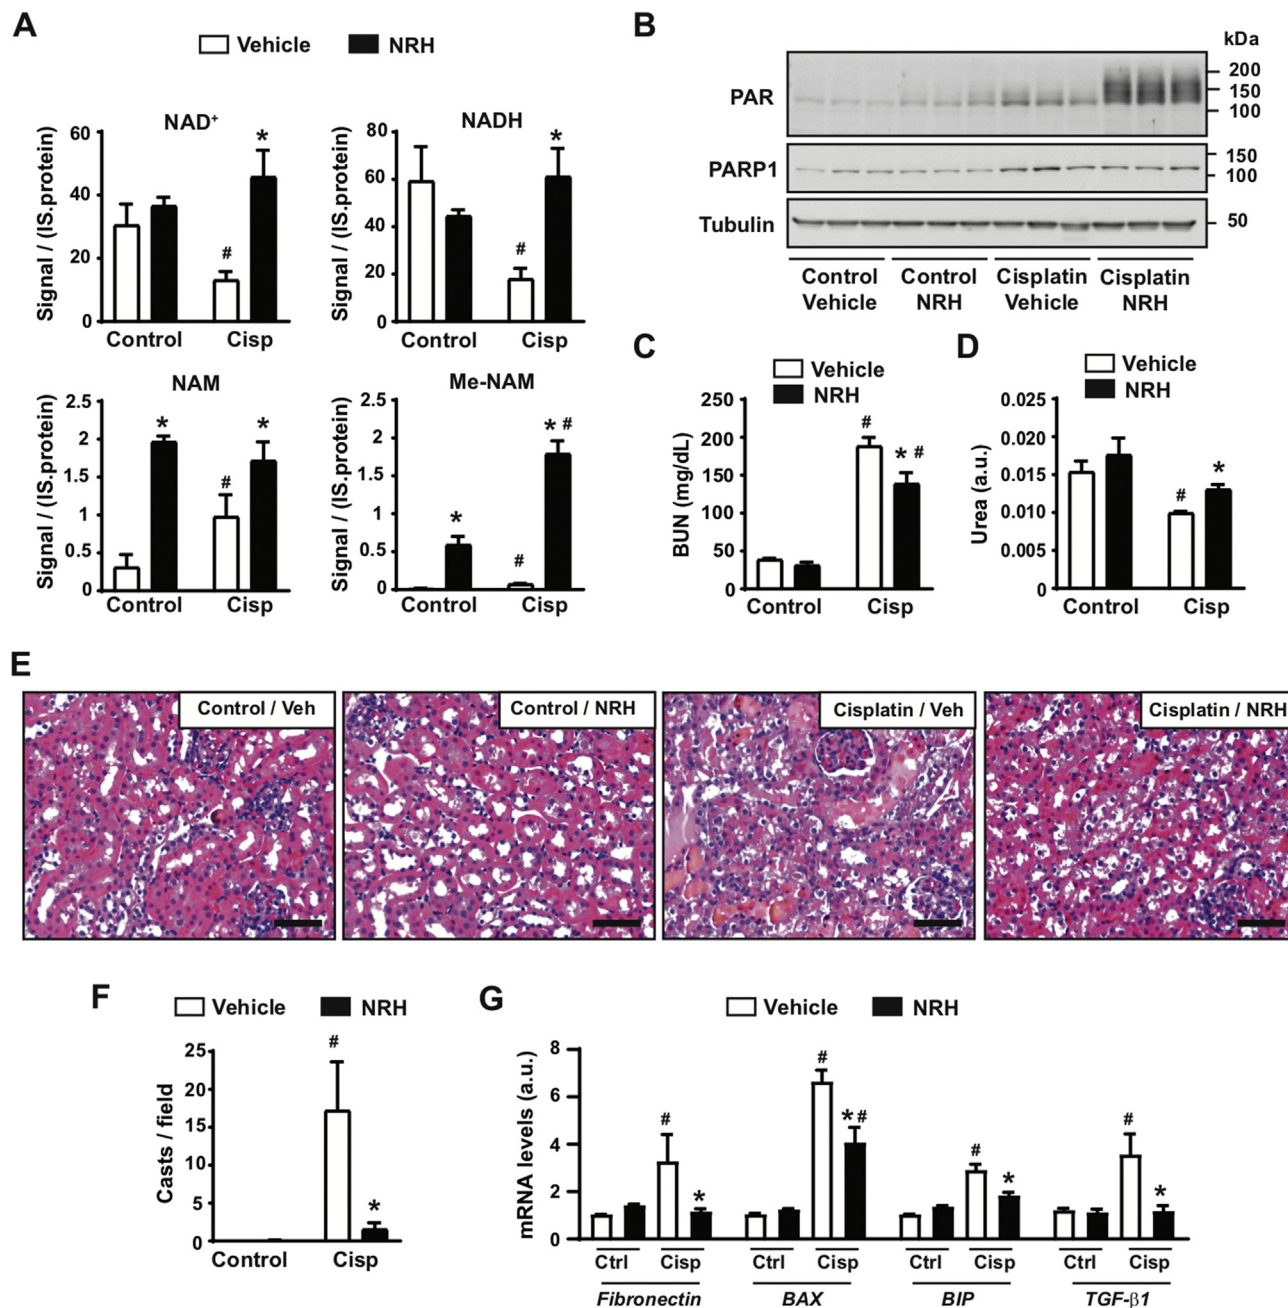 A
Vehicle NRH
NAD⁺
Signal / (IS.protein)
60
40
20
0
#
*
Control Cisp
NADH
Signal / (IS.protein)
80
60
40
20
0
#
*
Control Cisp
NAM
Signal / (IS.protein)
2.5
2
1.5
1
0.5
0
* # *
Control Cisp
Me-NAM
Signal / (IS.protein)
2.5
2
1.5
1
0.5
0
* # * #
Control Cisp
B
kDa
PAR
200
150
100
PARP1
150
100
Tubulin
50
Control Control Cisplatin Cisplatin
Vehicle NRH Vehicle NRH
C
Vehicle
NRH
BUN (mg/dL)
250
200
150
100
50
0
# * #
Control Cisp
D
Vehicle
NRH
Urea (a.u.)
0.025
0.020
0.015
0.010
0.005
0
# *
Control Cisp
E
Control / Veh
Control / NRH
Cisplatin / Veh
Cisplatin / NRH
F
Vehicle NRH
Casts / field
25
20
15
10
5
0
#
*
Control Cisp
G
Vehicle NRH
mRNA levels (a.u.)
8
6
4
2
0
# * # * # # * # *
Ctrl Cisp Ctrl Cisp Ctrl Cisp Ctrl Cisp
Fibronectin BAX BIP TGF-β1